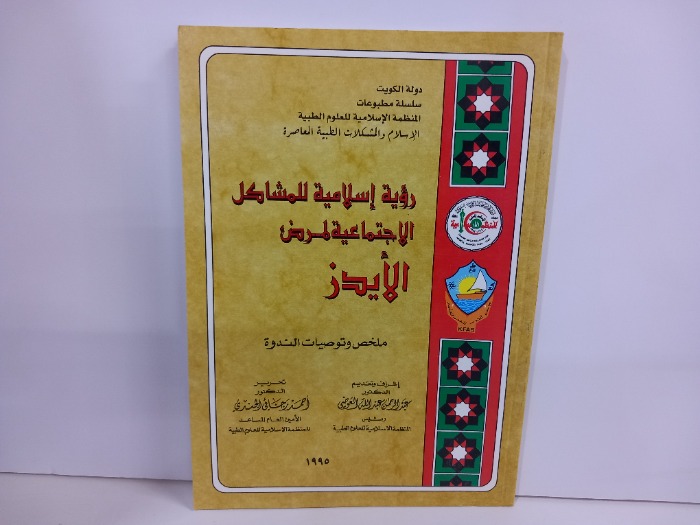 دولة الكويت
سلسلة مطبوعات
المنظمة الإسلامية للعلوم الطبية
الإسلام والمشكلات الطبية المعاصرة
رؤية إسلامية للمشاكل
الاجتماعية لمرض
الأيدز
ملخص وتوصيات الندوة
إشراف وتقديم
الدكتور
عبد الرحمن عبد الله العوضي
رئيس
المنظمة الاسلامية للعلوم الطبية
تحرير
الدكتور
أحمد رجائي الجندي
الأمين العام المساعد
للمنظمة الإسلامية للعلوم الطبية
١٩٩٥
KFAS